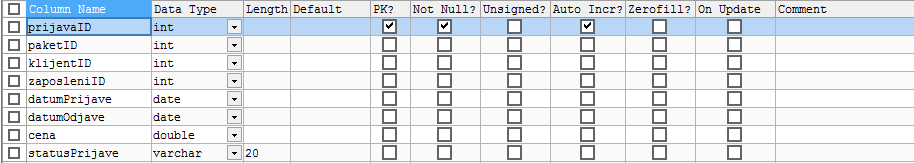 Column Name Data Type Length Default PK? Not Null? Unsigned? Auto Incr? Zerofill? On Update Comment
prijavaID int
paketID int
klijentID int
zaposleniID int
datumPrijave date
datumOdjave date
cena double
statusPrijave varchar 20